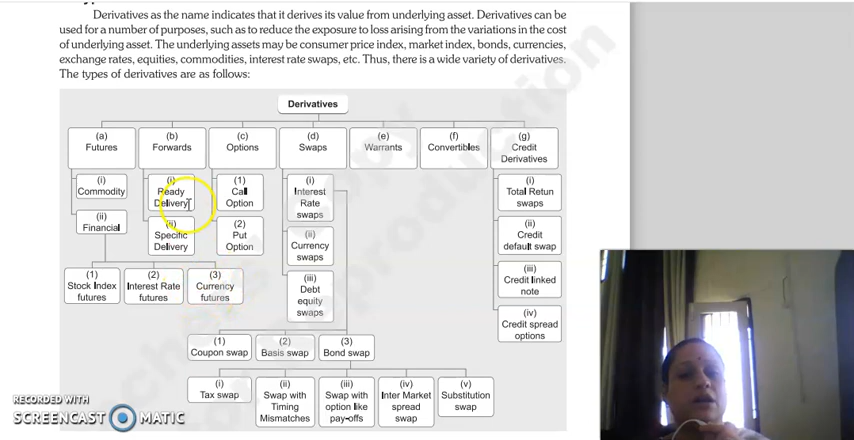 Derivatives as the name indicates that it derives its value from underlying asset. Derivatives can be
used for a number of purposes, such as to reduce the exposure to loss arising from the variations in the cost
of underlying asset. The underlying assets may be consumer price index, market index, bonds, currencies,
exchange rates, equities, commodities, interest rate swaps, etc. Thus, there is a wide variety of derivatives.
The types of derivatives are as follows:
Derivatives
(a)
Futures
(b)
Forwards
(c)
Options
(d)
Swaps
(e)
Warrants
(f)
Convertibles
(g)
Credit
Derivatives
(i)
Commodity
(ii)
Financial
(i)
Ready
Delivery
(ii)
Specific
Delivery
(1)
Call
Option
(2)
Put
Option
(i)
Interest
Rate
swaps
(ii)
Currency
swaps
(iii)
Debt
equity
swaps
(i)
Total Retun
swaps
(ii)
Credit
default swap
(iii)
Credit linked
note
(iv)
Credit spread
options
(1)
Stock Index
futures
(2)
Interest Rate
futures
(3)
Currency
futures
(1)
Coupon swap
(2)
Basis swap
(3)
Bond swap
(i)
Tax swap
(ii)
Swap with
Timing
Mismatches
(iii)
Swap with
option like
pay-offs
(iv)
Inter Market
spread
swap
(v)
Substitution
swap
RECORDED WITH
SCREENCAST MATIC